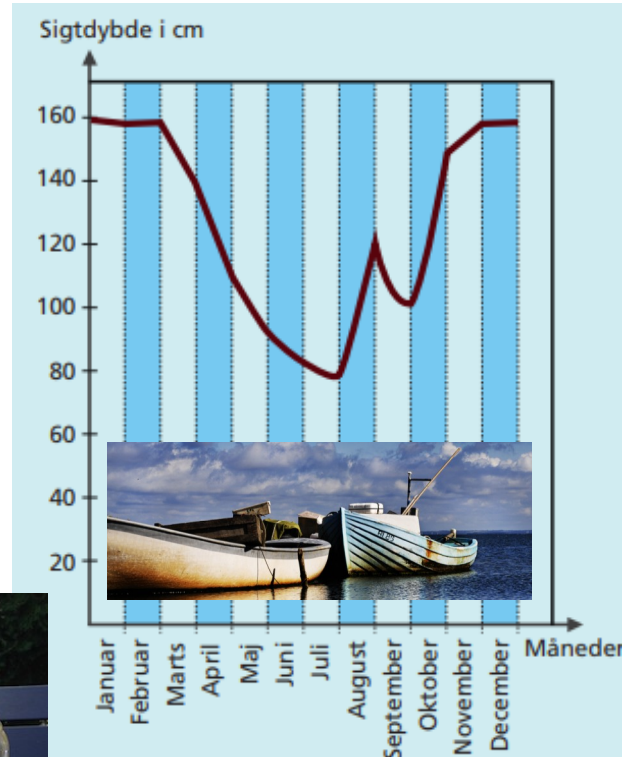 Sigtdybde i cm
160
140
120
100
80
60
40
20
Januar
Februar
Marts
April
Maj
Juni
Juli
August
September
Oktober
November
December
Måneder